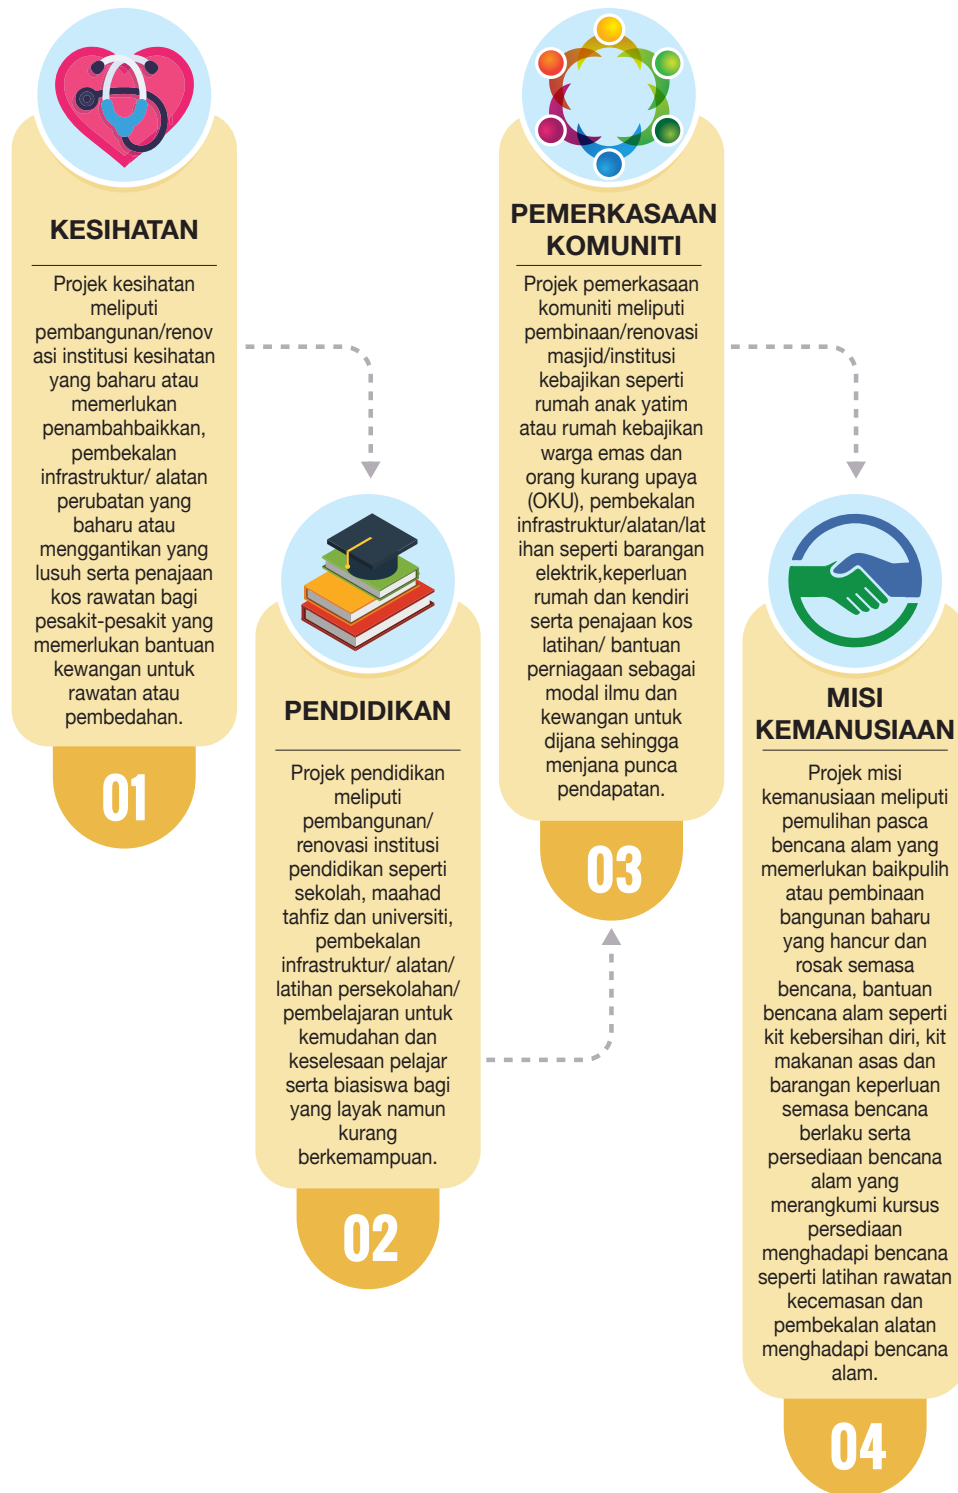 KESIHATAN
Projek kesihatan
meliputi
pembangunan/renov
asi institusi kesihatan
yang baharu atau
memerlukan
penambahbaikkan,
pembekalan
infrastruktur/ alatan
perubatan yang
baharu atau
menggantikan yang
lusuh serta penajaan
kos rawatan bagi
pesakit-pesakit yang
memerlukan bantuan
kewangan untuk
rawatan atau
pembedahan.
01
PENDIDIKAN
Projek pendidikan
meliputi
pembangunan/
renovasi institusi
pendidikan seperti
sekolah, maahad
tahfiz dan universiti,
pembekalan
infrastruktur/ alatan/
latihan persekolahan/
pembelajaran untuk
kemudahan dan
keselesaan pelajar
serta biasiswa bagi
yang layak namun
kurang
berkemampuan.
02
PEMERKASAAN
KOMUNITI
Projek pemerkasaan
komuniti meliputi
pembinaan/renovasi
masjid/institusi
kebajikan seperti
rumah anak yatim
atau rumah kebajikan
warga emas dan
orang kurang upaya
(OKU), pembekalan
infrastruktur/alatan/lat
ihan seperti barangan
elektrik,keperluan
rumah dan kendiri
serta penajaan kos
latihan/ bantuan
perniagaan sebagai
modal ilmu dan
kewangan untuk
dijana sehingga
menjana punca
pendapatan.
03
MISI
KEMANUSIAAN
Projek misi
kemanusiaan meliputi
pemulihan pasca
bencana alam yang
memerlukan baikpulih
atau pembinaan
bangunan baharu
yang hancur dan
rosak semasa
bencana, bantuan
bencana alam seperti
kit kebersihan diri, kit
makanan asas dan
barangan keperluan
semasa bencana
berlaku serta
persediaan bencana
alam yang
merangkumi kursus
persediaan
menghadapi bencana
seperti latihan rawatan
kecemasan dan
pembekalan alatan
menghadapi bencana
alam.
04